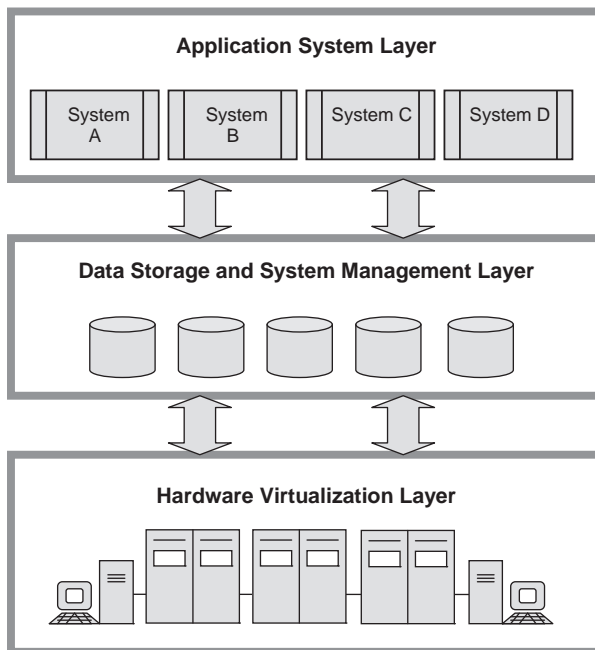 Application System Layer
System
A
System
B
System C
System D
Data Storage and System Management Layer
Hardware Virtualization Layer